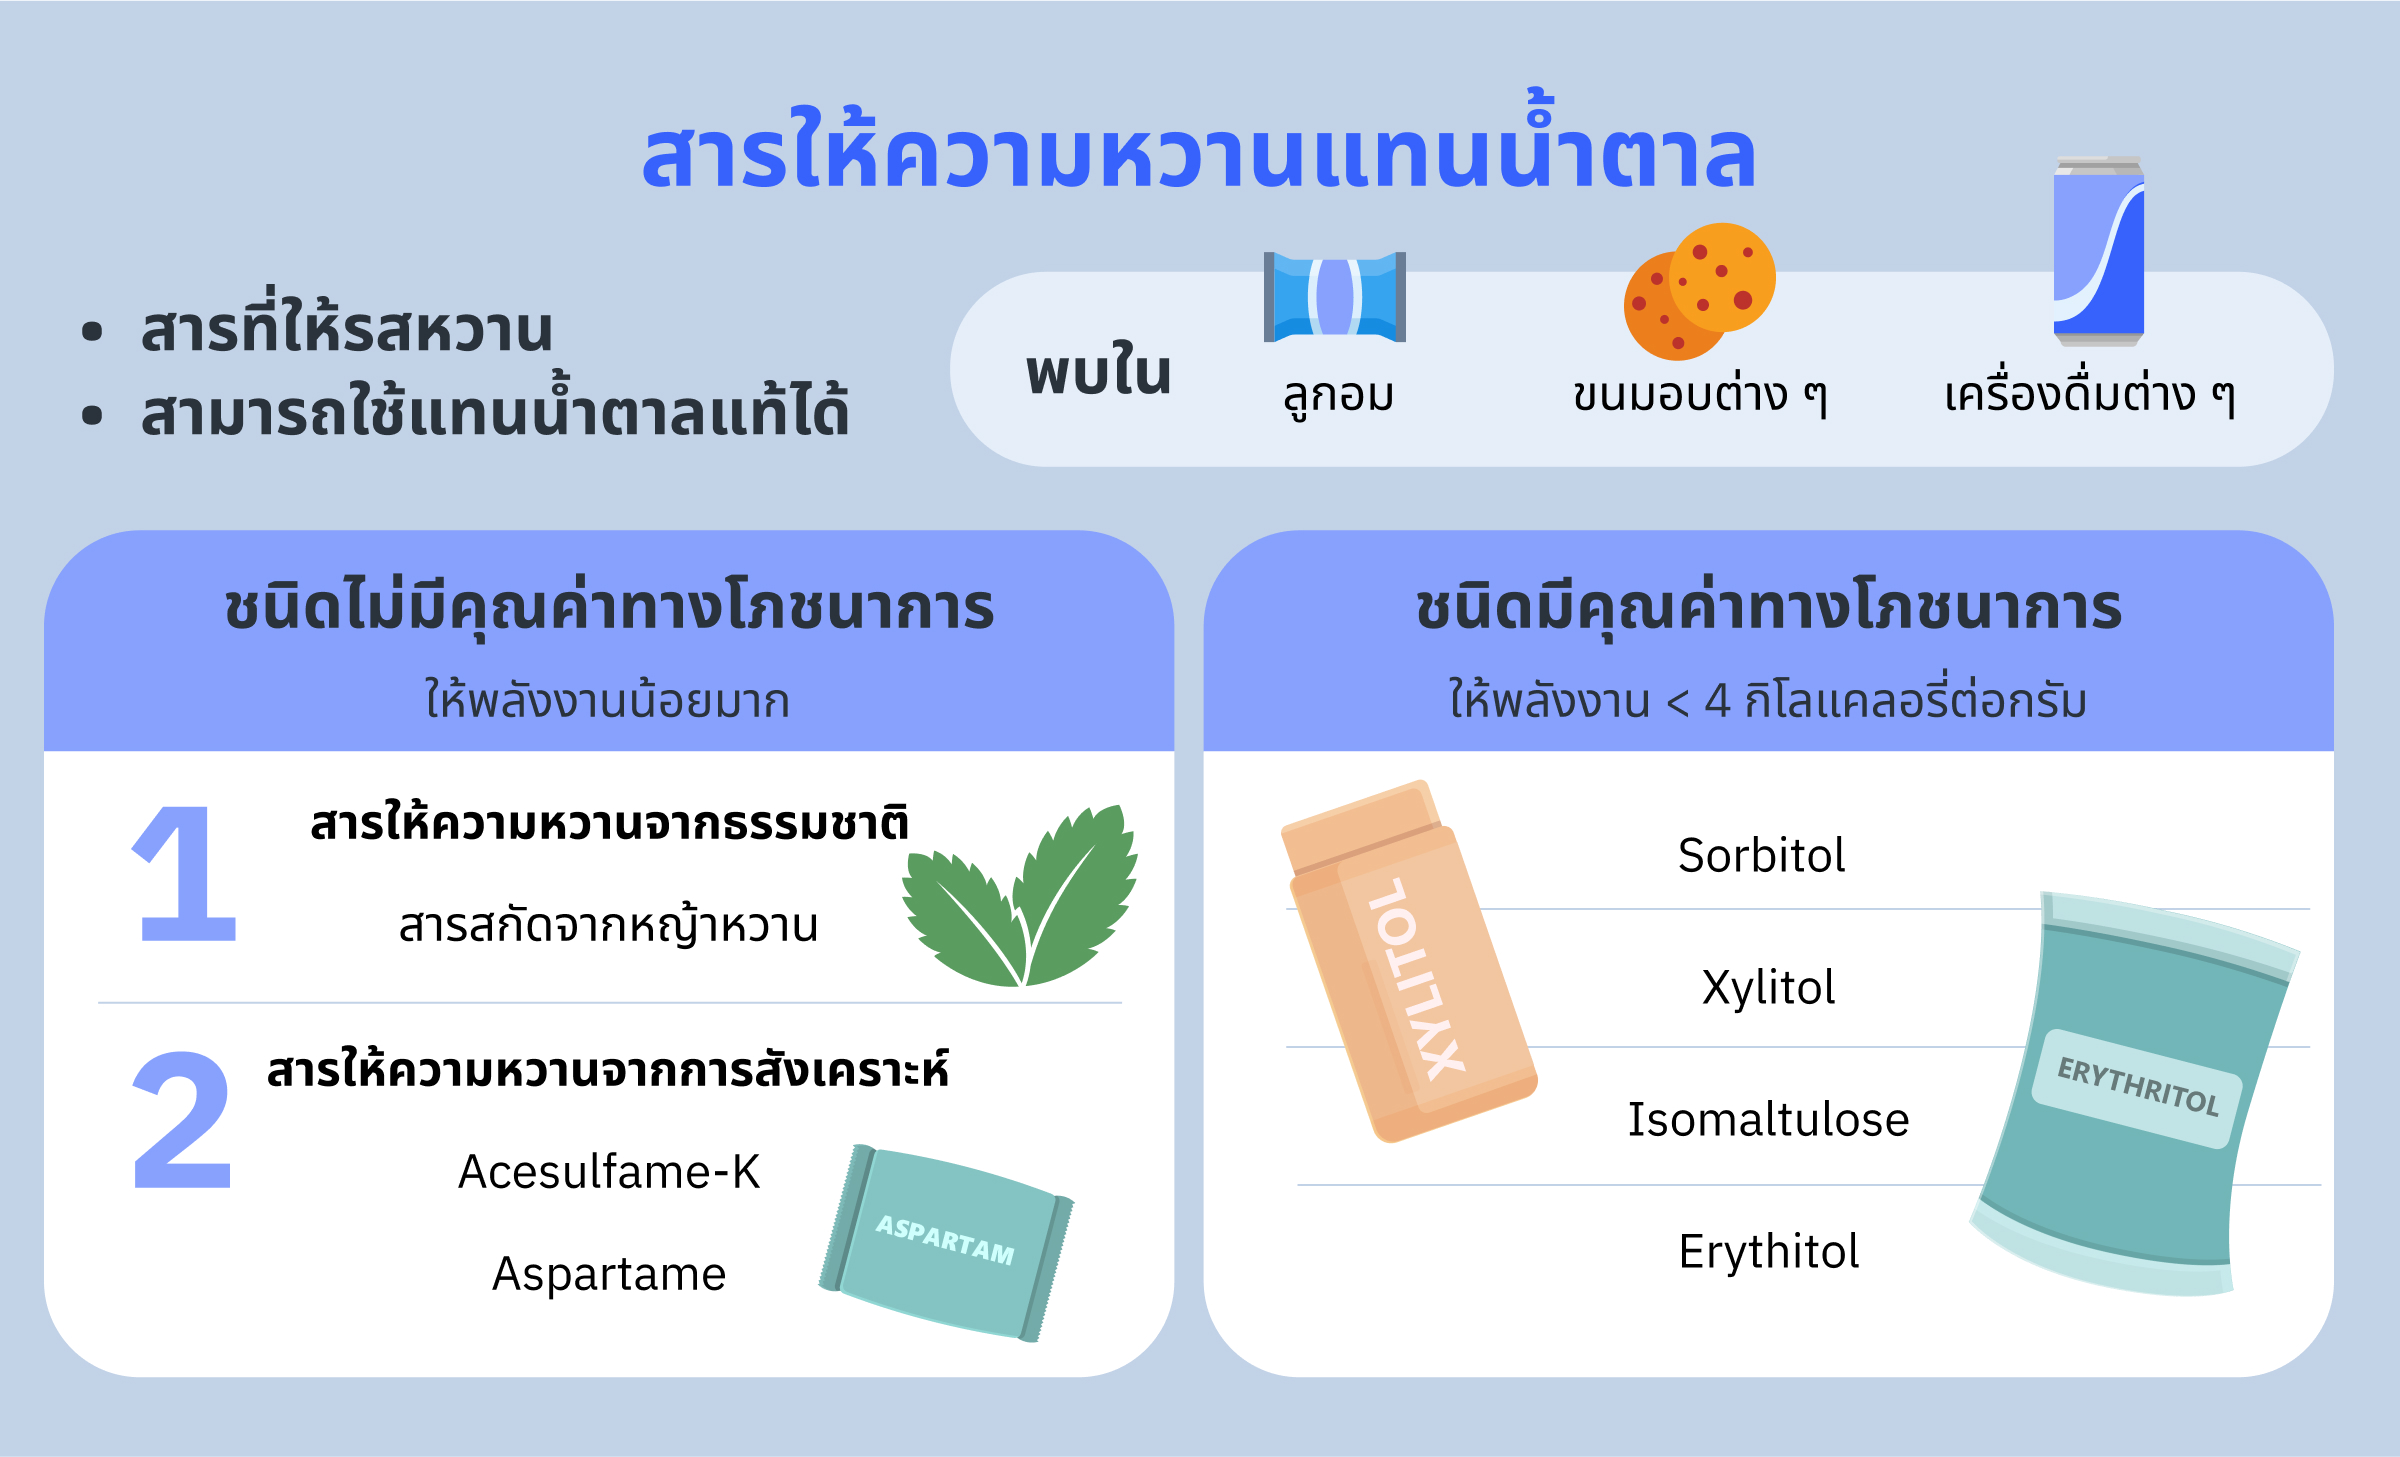 สารให้ความหวานแทนน้ำตาล
• สารที่ให้รสหวาน
• สามารถใช้แทนน้ำตาลแท้ได้
พบใน
ลูกอม
ขนมอบต่าง ๆ
เครื่องดื่มต่าง ๆ
ชนิดไม่มีคุณค่าทางโภชนาการ
ให้พลังงานน้อยมาก
1
สารให้ความหวานจากธรรมชาติ
สารสกัดจากหญ้าหวาน
2
สารให้ความหวานจากการสังเคราะห์
Acesulfame-K
Aspartame
ASPARTAM
ชนิดมีคุณค่าทางโภชนาการ
ให้พลังงาน < 4 กิโลแคลอรี่ต่อกรัม
XYLITOL
Sorbitol
Xylitol
Isomaltulose
Erythitol
ERYTHRITOL